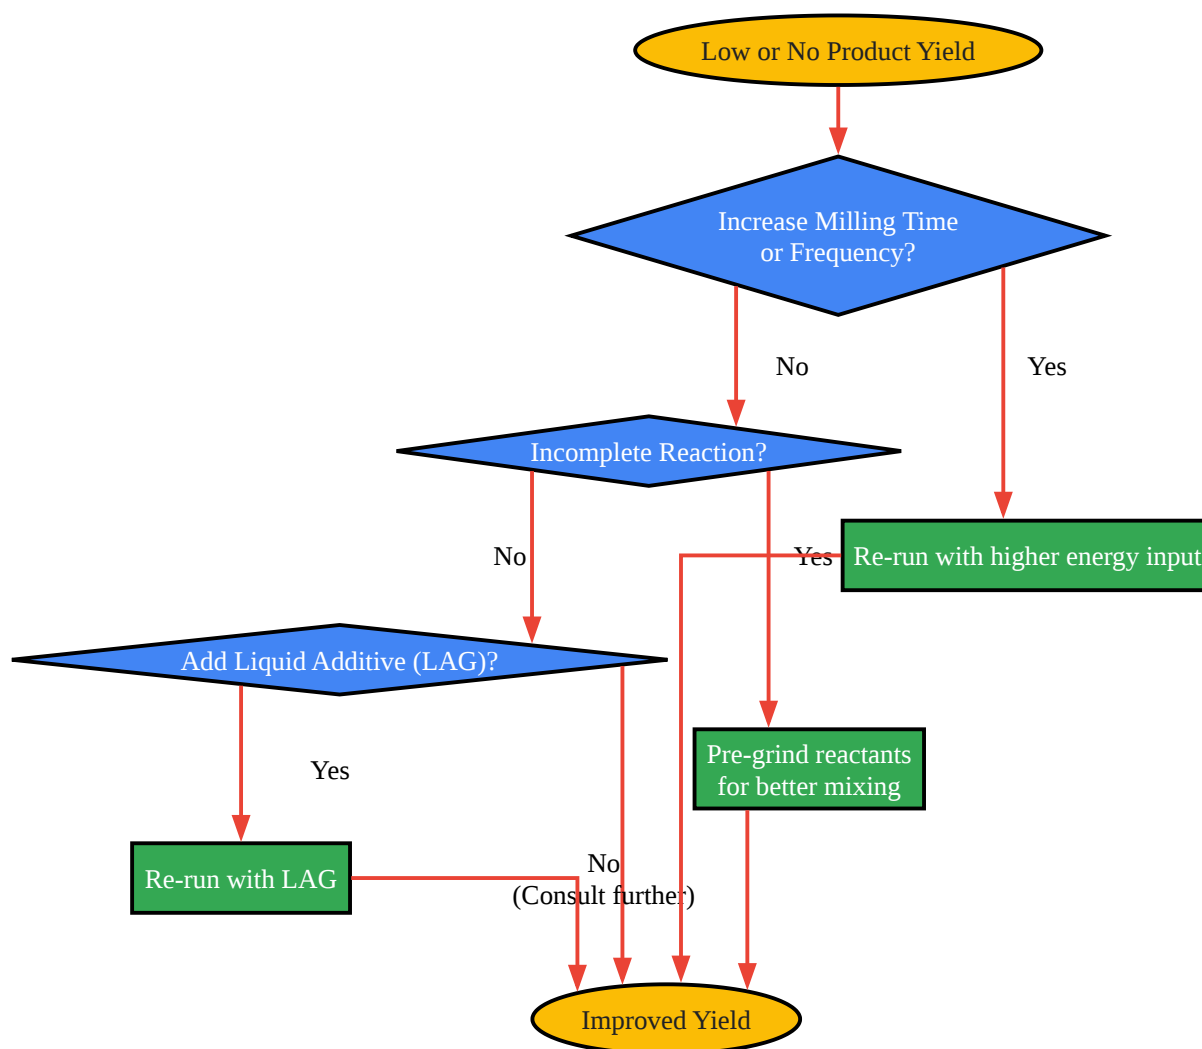 Low or No Product Yield
Increase Milling Time
or Frequency?
No
Yes
Incomplete Reaction?
No
Yes
Re-run with higher energy input
Add Liquid Additive (LAG)?
Pre-grind reactants
for better mixing
Yes
No
(Consult further)
Re-run with LAG
Improved Yield